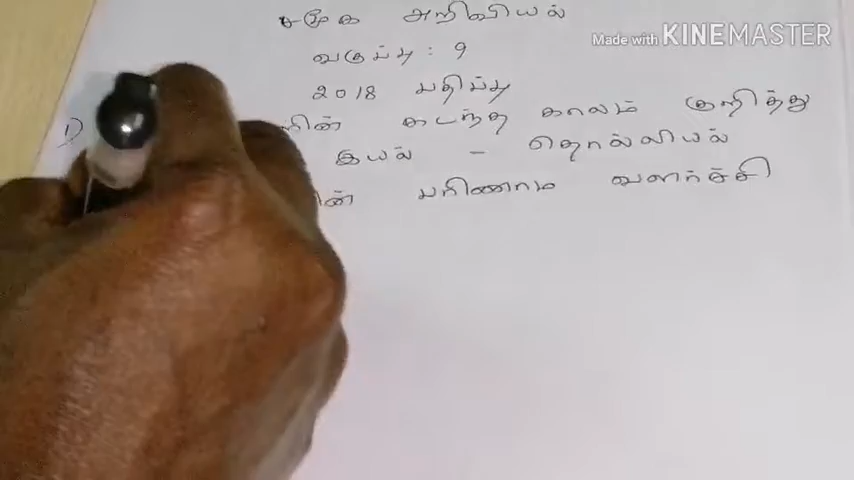 சமூக அறிவியல்
Made with KINEMASTER
வகுப்பு : 9
2018 பதிப்பு
1) கடந்த காலம் குறித்து
இயல் - தொல்லியல்
பரிணாம வளர்ச்சி